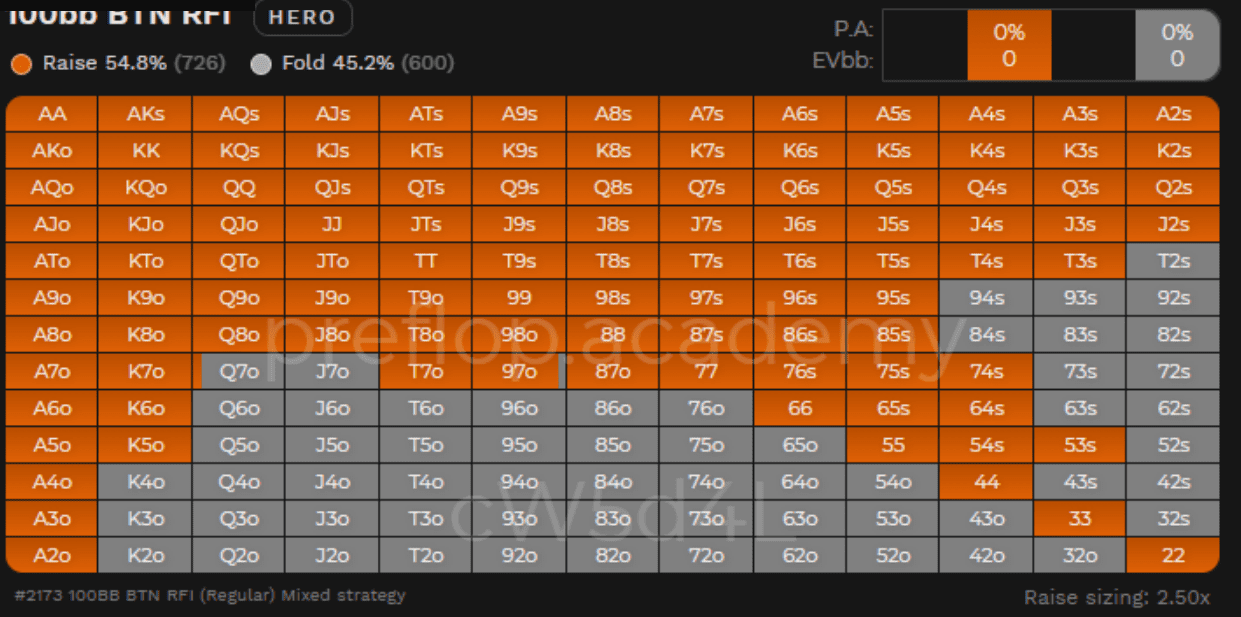 100bb BTN RFI HERO
Raise 54.8% (726) Fold 45.2% (600)
P.A: 0% 0%
EVbb: 0 0
AA AKs AQs AJs ATs A9s A8s A7s A6s A5s A4s A3s A2s
AKo KK KQs KJs KTs K9s K8s K7s K6s K5s K4s K3s K2s
AQo KQo QQ QJs QTs Q9s Q8s Q7s Q6s Q5s Q4s Q3s Q2s
AJo KJo QJo JJ JTs J9s J8s J7s J6s J5s J4s J3s J2s
ATo KTo QTo JTo TT T9s T8s T7s T6s T5s T4s T3s T2s
A9o K9o Q9o J9o T9o 99 98s 97s 96s 95s 94s 93s 92s
A8o K8o Q8o J8o T8o 98o 88 87s 86s 85s 84s 83s 82s
preflop.academy
A7o K7o Q7o J7o T7o 97o 87o 77 76s 75s 74s 73s 72s
A6o K6o Q6o J6o T6o 96o 86o 76o 66 65s 64s 63s 62s
A5o K5o Q5o J5o T5o 95o 85o 75o 65o 55 54s 53s 52s
A4o K4o Q4o J4o T4o 94o 84o 74o 64o 54o 44 43s 42s
A3o K3o Q3o J3o T3o 93o 83o 73o 63o 53o 43o 33 32s
cW5d4L
A2o K2o Q2o J2o T2o 92o 82o 72o 62o 52o 42o 32o 22
#2173 100BB BTN RFI (Regular) Mixed strategy Raise sizing: 2.50x